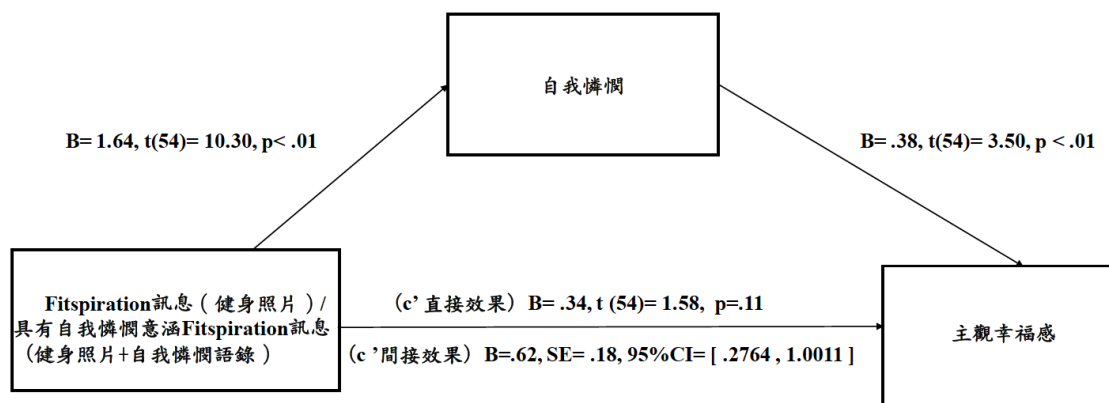 自我憐憫
B= 1.64, t(54)= 10.30, p< .01
B= .38, t(54)= 3.50, p < .01
Fitspiration訊息（健身照片）/
具有自我憐憫意涵Fitspiration訊息
（健身照片+自我憐憫語錄）
（c’直接效果）B= .34, t (54)= 1.58, p=.11
（c ’間接效果）B=.62, SE= .18, 95%CI= [ .2764 , 1.0011 ]
主觀幸福感